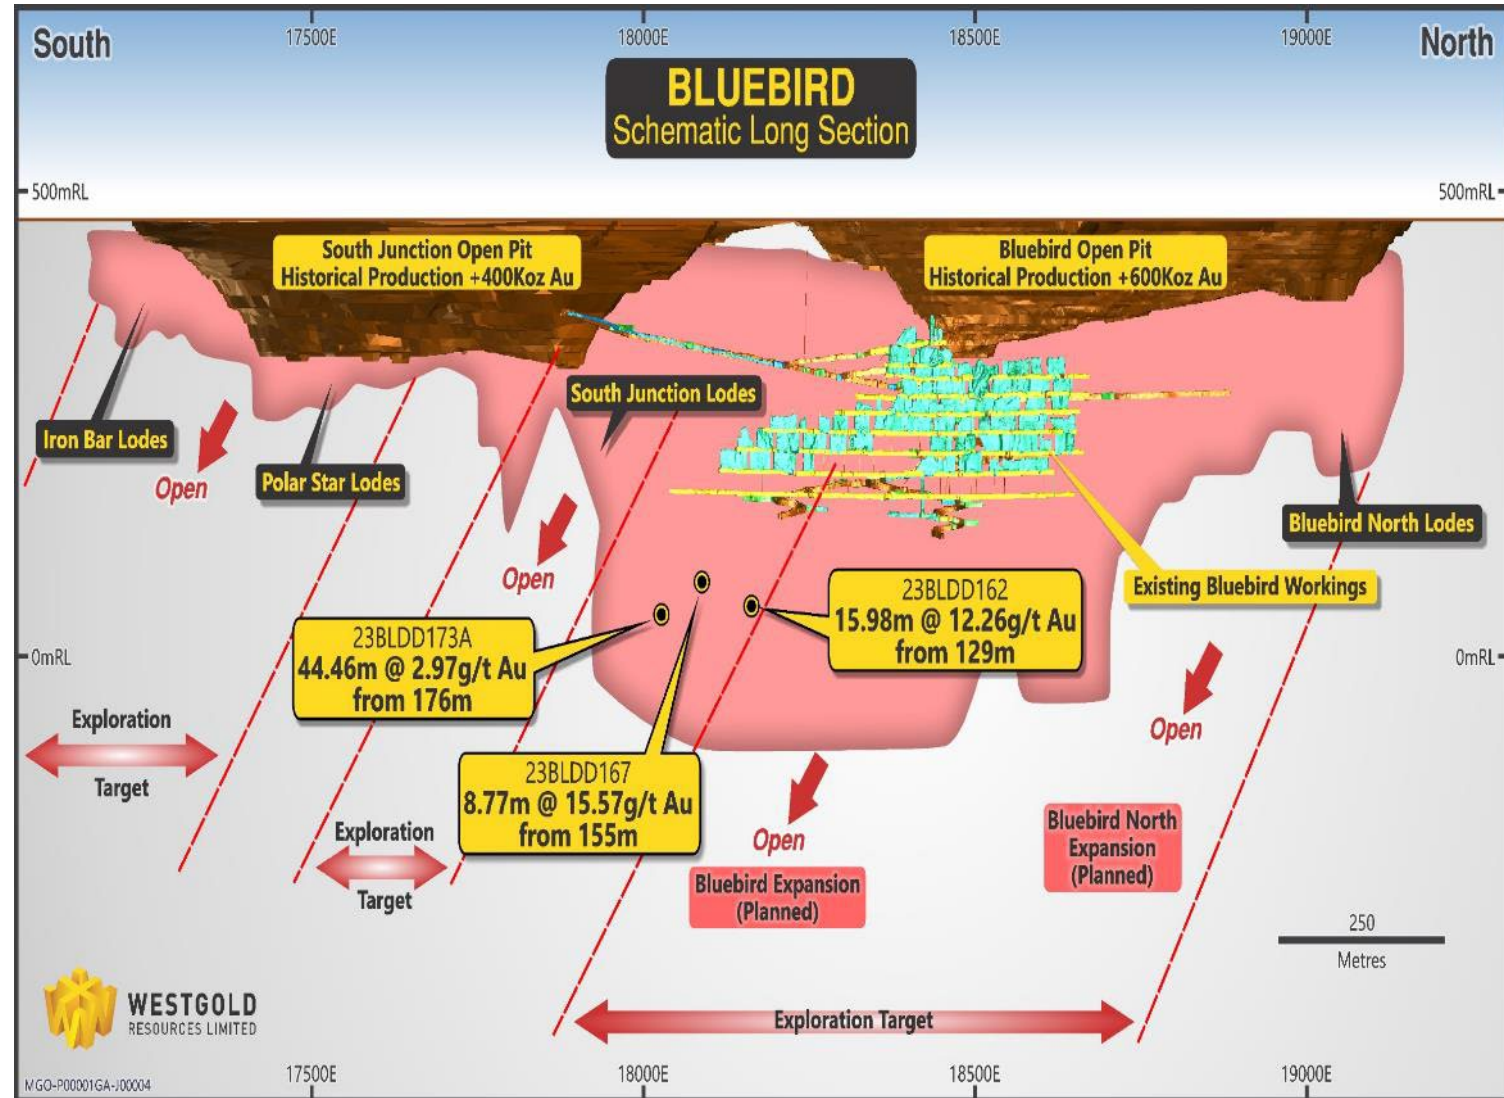 South
17500E
18000E
18500E
19000E
North
BLUEBIRD
Schematic Long Section
500mRL
500mRL
South Junction Open Pit
Historical Production +400Koz Au
Bluebird Open Pit
Historical Production +600Koz Au
South Junction Lodes
Iron Bar Lodes
Polar Star Lodes
Open
Bluebird North Lodes
Open
Existing Bluebird Workings
23BLDD162
15.98m @ 12.26g/t Au
from 129m
23BLDD173A
44.46m @ 2.97g/t Au
from 176m
0mRL
0mRL
Exploration
Target
Open
23BLDD167
8.77m @ 15.57g/t Au
from 155m
Exploration
Target
Open
Bluebird Expansion
(Planned)
Bluebird North
Expansion
(Planned)
250
Metres
WESTGOLD
RESOURCES LIMITED
Exploration Target
MGO-P00001GA-J00004
17500E
18000E
18500E
19000E